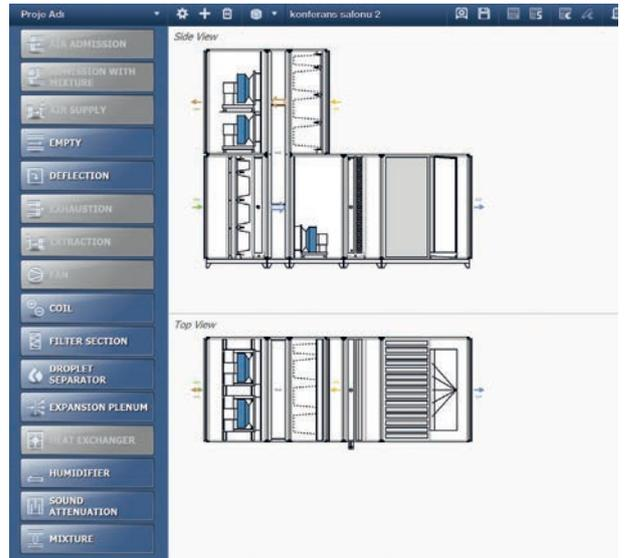 Proje Adı
konferans salonu 2
Side View
AIR ADMISSION
ADMISSION WITH
MIXTURE
AIR SUPPLY
EMPTY
DEFLECTION
EXHAUSTION
EXTRACTION
FAN
COIL
FILTER SECTION
DROPLET
SEPARATOR
EXPANSION PLENUM
HEAT EXCHANGER
HUMIDIFIER
SOUND
ATTENUATION
MIXTURE
Top View